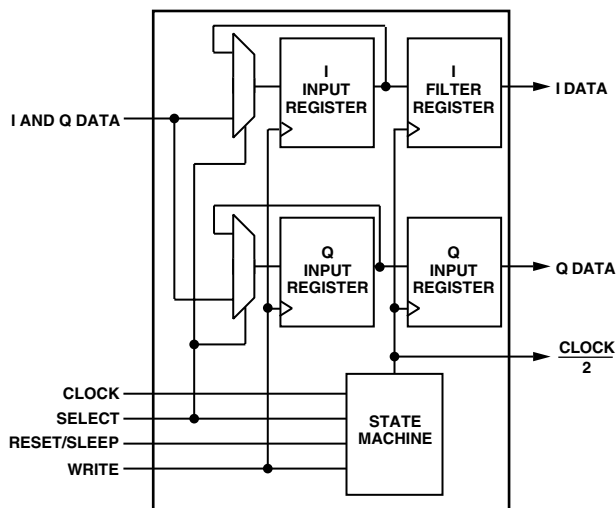 I
INPUT
REGISTER
I
FILTER
REGISTER
I DATA
I AND Q DATA
Q
INPUT
REGISTER
Q
INPUT
REGISTER
Q DATA
CLOCK
2
CLOCK
SELECT
RESET/SLEEP
WRITE
STATE
MACHINE